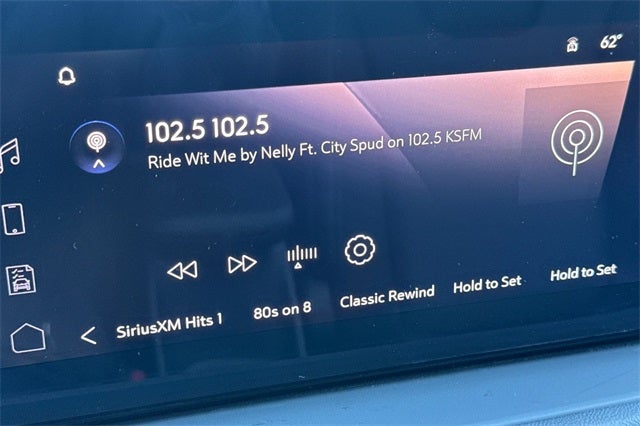 62°
102.5 102.5
Ride Wit Me by Nelly Ft. City Spud on 102.5 KSFM
SiriusXM Hits 1 80s on 8 Classic Rewind Hold to Set Hold to Set